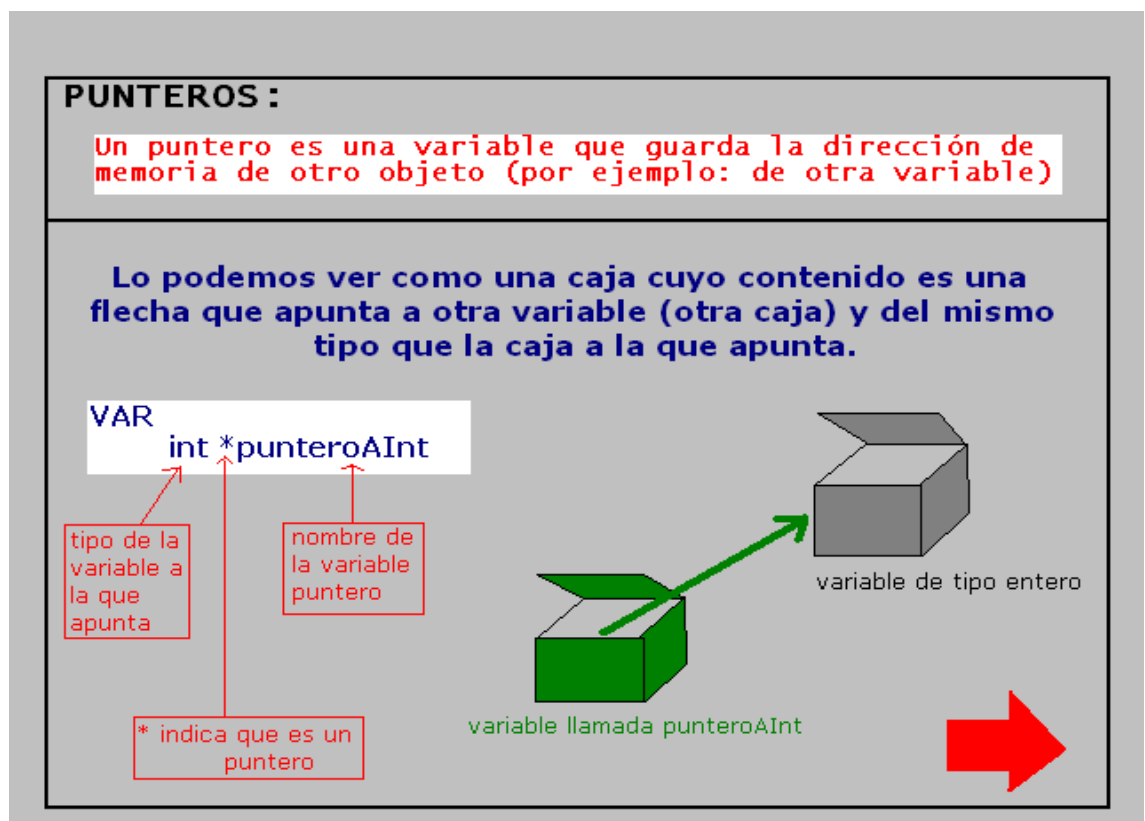 PUNTEROS:
Un puntero es una variable que guarda la dirección de
memoria de otro objeto (por ejemplo: de otra variable)
Lo podemos ver como una caja cuyo contenido es una
flecha que apunta a otra variable (otra caja) y del mismo
tipo que la caja a la que apunta.
VAR
int *punteroAInt
tipo de la
variable a
la que
apunta
nombre de
la variable
puntero
* indica que es un
puntero
variable de tipo entero
variable llamada punteroAInt